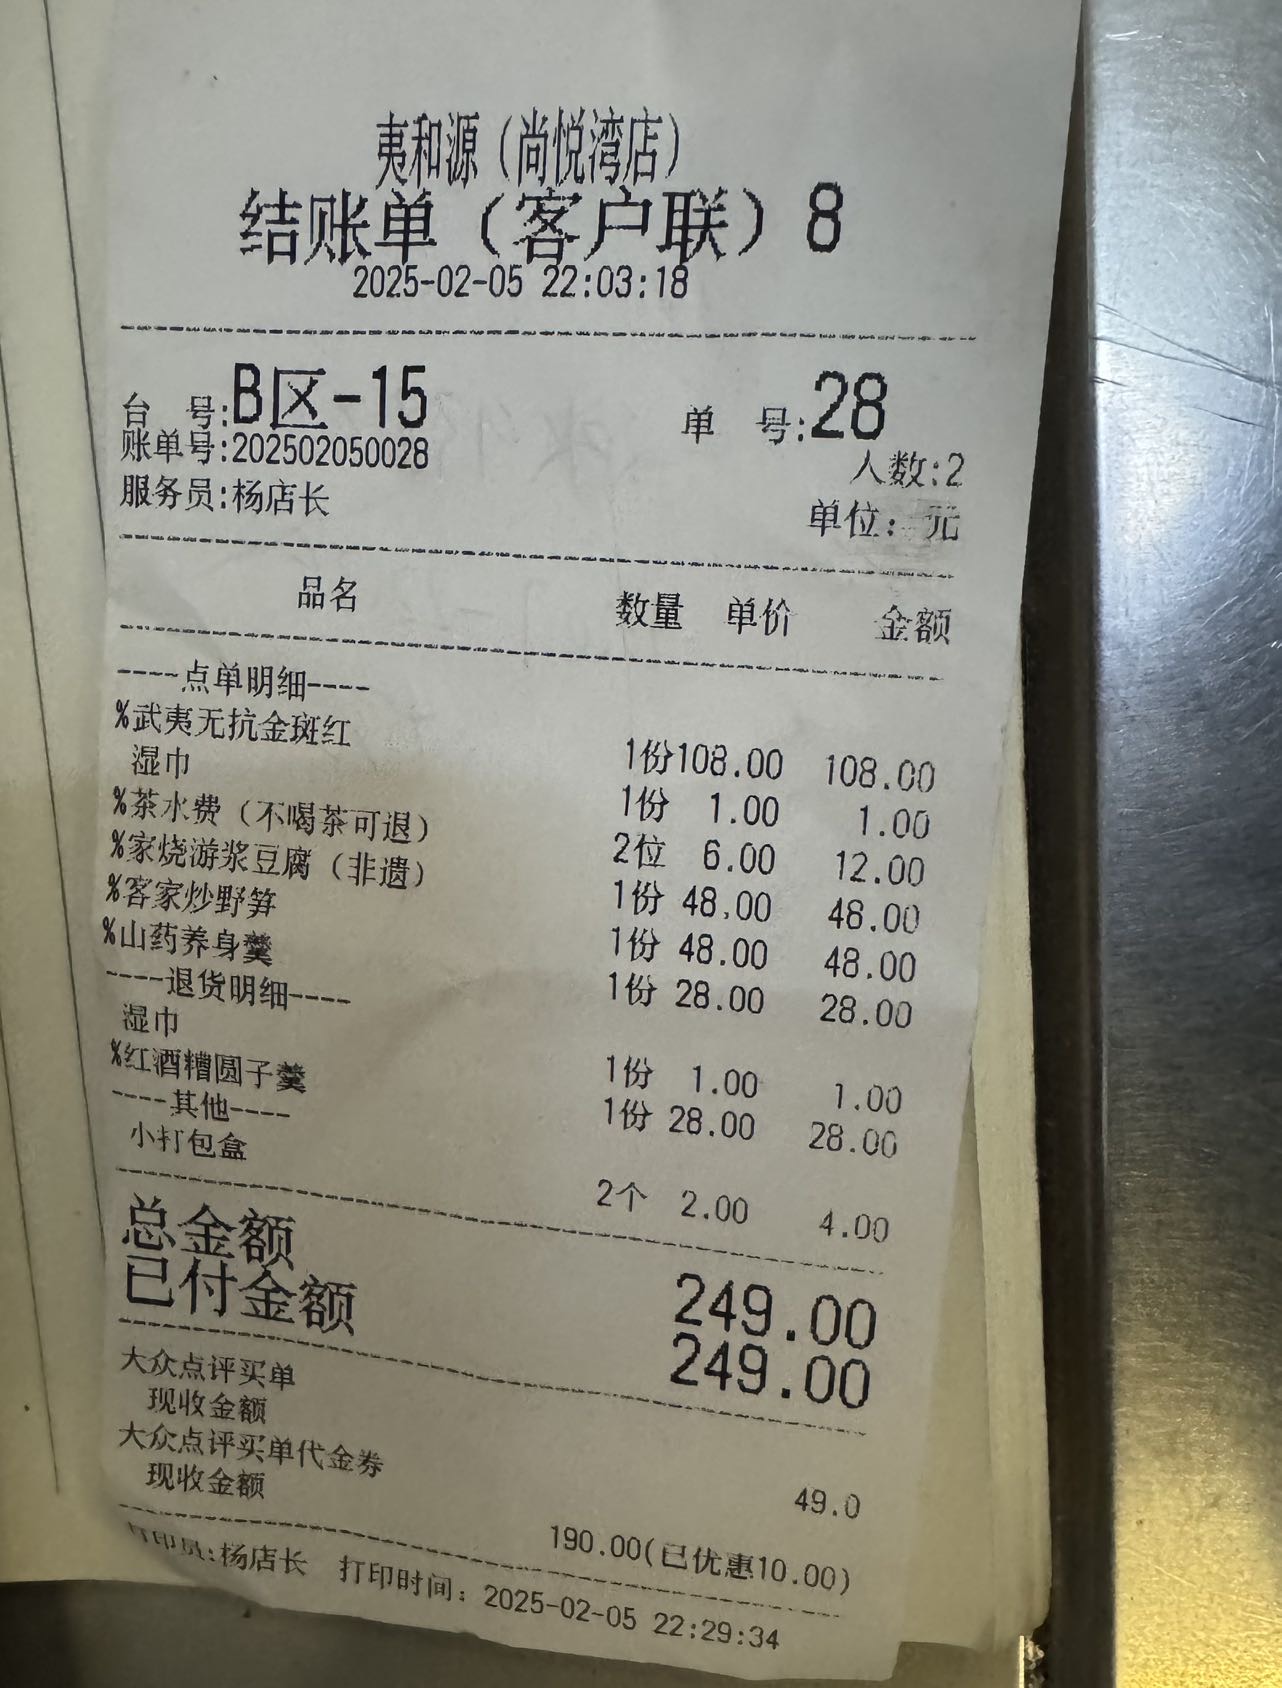 夷和源（尚悦湾店）
结账单（客户联）8
2025-02-05 22:03:18
台 号:B区-15 单 号:28
账单号:202502050028 人数:2
服务员:杨店长 单位: 元
品名 数量 单价 金额
----点单明细----
%武夷无抗金斑红 1份 108.00 108.00
湿巾 1份 1.00 1.00
%茶水费（不喝茶可退） 2位 6.00 12.00
%家烧游浆豆腐（非遗） 1份 48.00 48.00
%客家炒野笋 1份 48.00 48.00
%山药养身羹 1份 28.00 28.00
----退货明细----
湿巾 1份 1.00 1.00
%红酒糟圆子羹 1份 28.00 28.00
----其他----
小打包盒 2个 2.00 4.00
总金额 249.00
已付金额 249.00
大众点评买单
现收金额 49.0
大众点评买单代金券
现收金额 190.00(已优惠10.00)
打印员:杨店长 打印时间: 2025-02-05 22:29:34